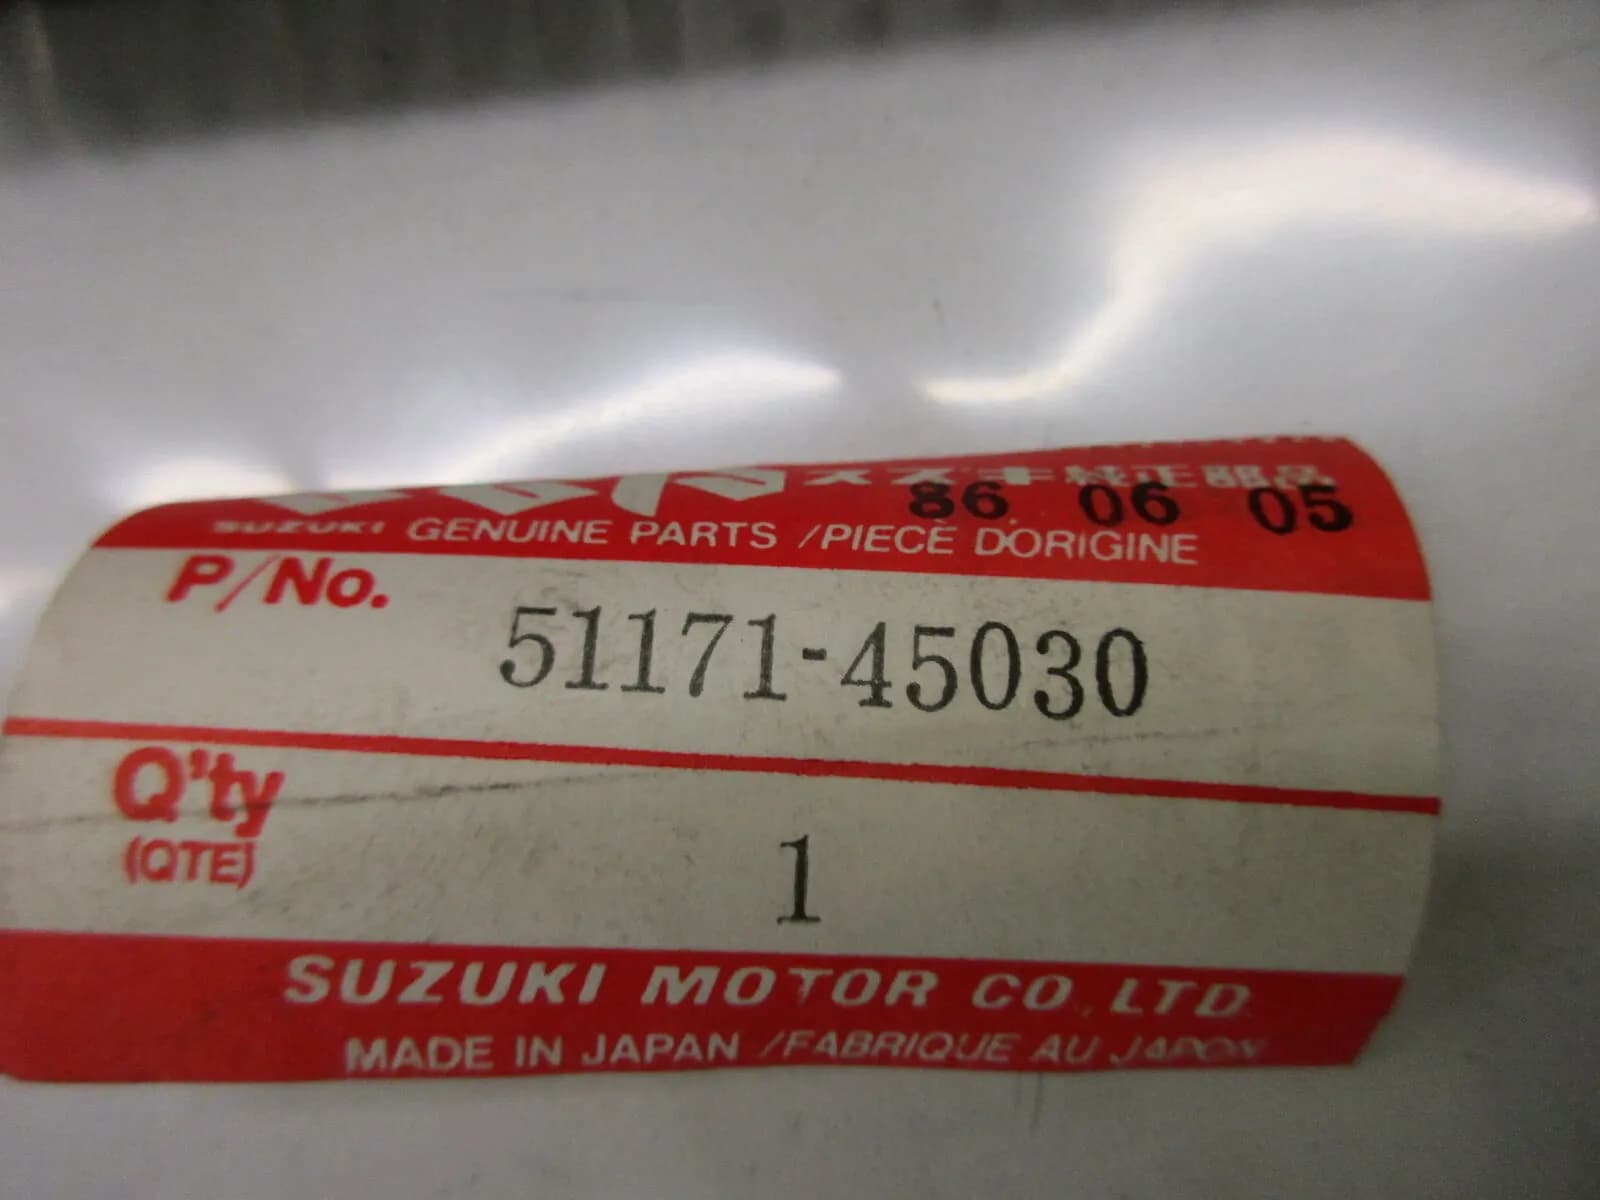 スズキ純正部品
86. 06 05
SUZUKI GENUINE PARTS /PIECE D'ORIGINE
P/No.
51171-45030
Q'ty
(QTE)
1
SUZUKI MOTOR CO., LTD.
MADE IN JAPAN /FABRIQUE AU JAPON